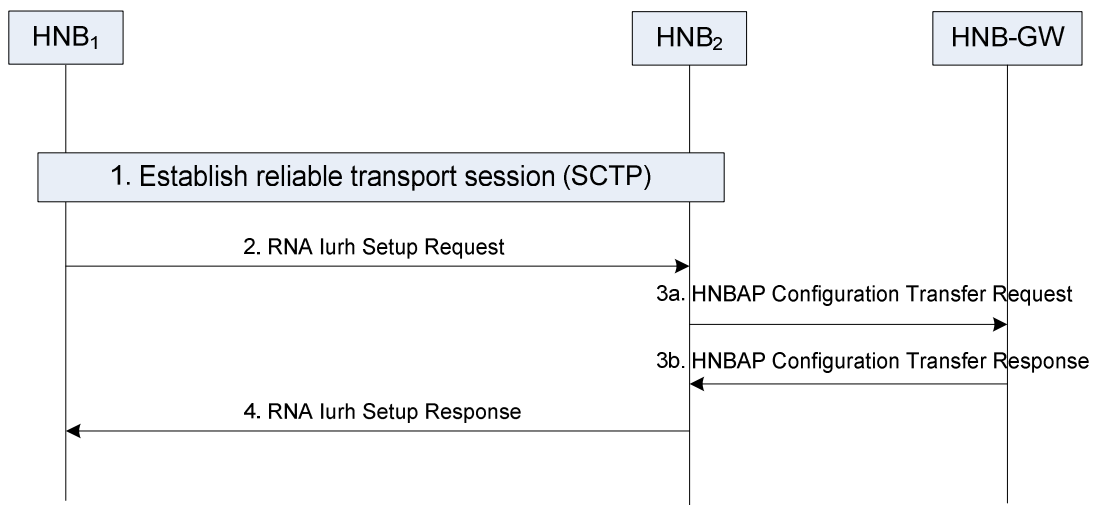 HNB₁
HNB₂
HNB-GW
1. Establish reliable transport session (SCTP)
2. RNA Iurh Setup Request
3a. HNBAP Configuration Transfer Request
3b. HNBAP Configuration Transfer Response
4. RNA Iurh Setup Response